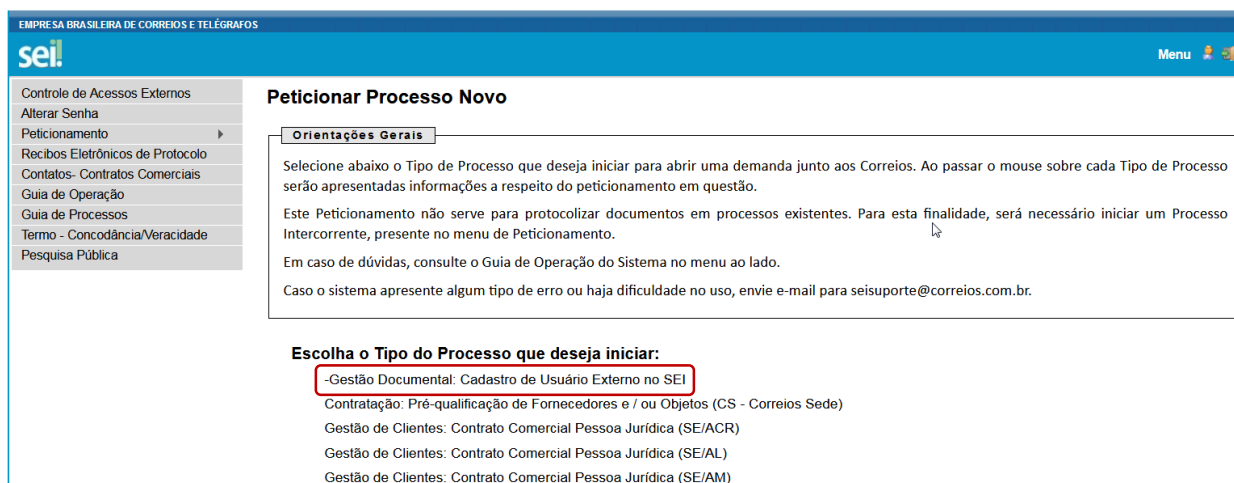 EMPRESA BRASILEIRA DE CORREIOS E TELÉGRAFOS
sei!
Menu
Controle de Acessos Externos
Alterar Senha
Peticionamento
Recibos Eletrônicos de Protocolo
Contatos- Contratos Comerciais
Guia de Operação
Guia de Processos
Termo - Concodância/Veracidade
Pesquisa Pública
Peticionar Processo Novo
Orientações Gerais
Selecione abaixo o Tipo de Processo que deseja iniciar para abrir uma demanda junto aos Correios. Ao passar o mouse sobre cada Tipo de Processo
serão apresentadas informações a respeito do peticionamento em questão.
Este Peticionamento não serve para protocolizar documentos em processos existentes. Para esta finalidade, será necessário iniciar um Processo
Intercorrente, presente no menu de Peticionamento.
Em caso de dúvidas, consulte o Guia de Operação do Sistema no menu ao lado.
Caso o sistema apresente algum tipo de erro ou haja dificuldade no uso, envie e-mail para seisuporte@correios.com.br.
Escolha o Tipo do Processo que deseja iniciar:
-Gestão Documental: Cadastro de Usuário Externo no SEI
Contratação: Pré-qualificação de Fornecedores e / ou Objetos (CS - Correios Sede)
Gestão de Clientes: Contrato Comercial Pessoa Jurídica (SE/ACR)
Gestão de Clientes: Contrato Comercial Pessoa Jurídica (SE/AL)
Gestão de Clientes: Contrato Comercial Pessoa Jurídica (SE/AM)